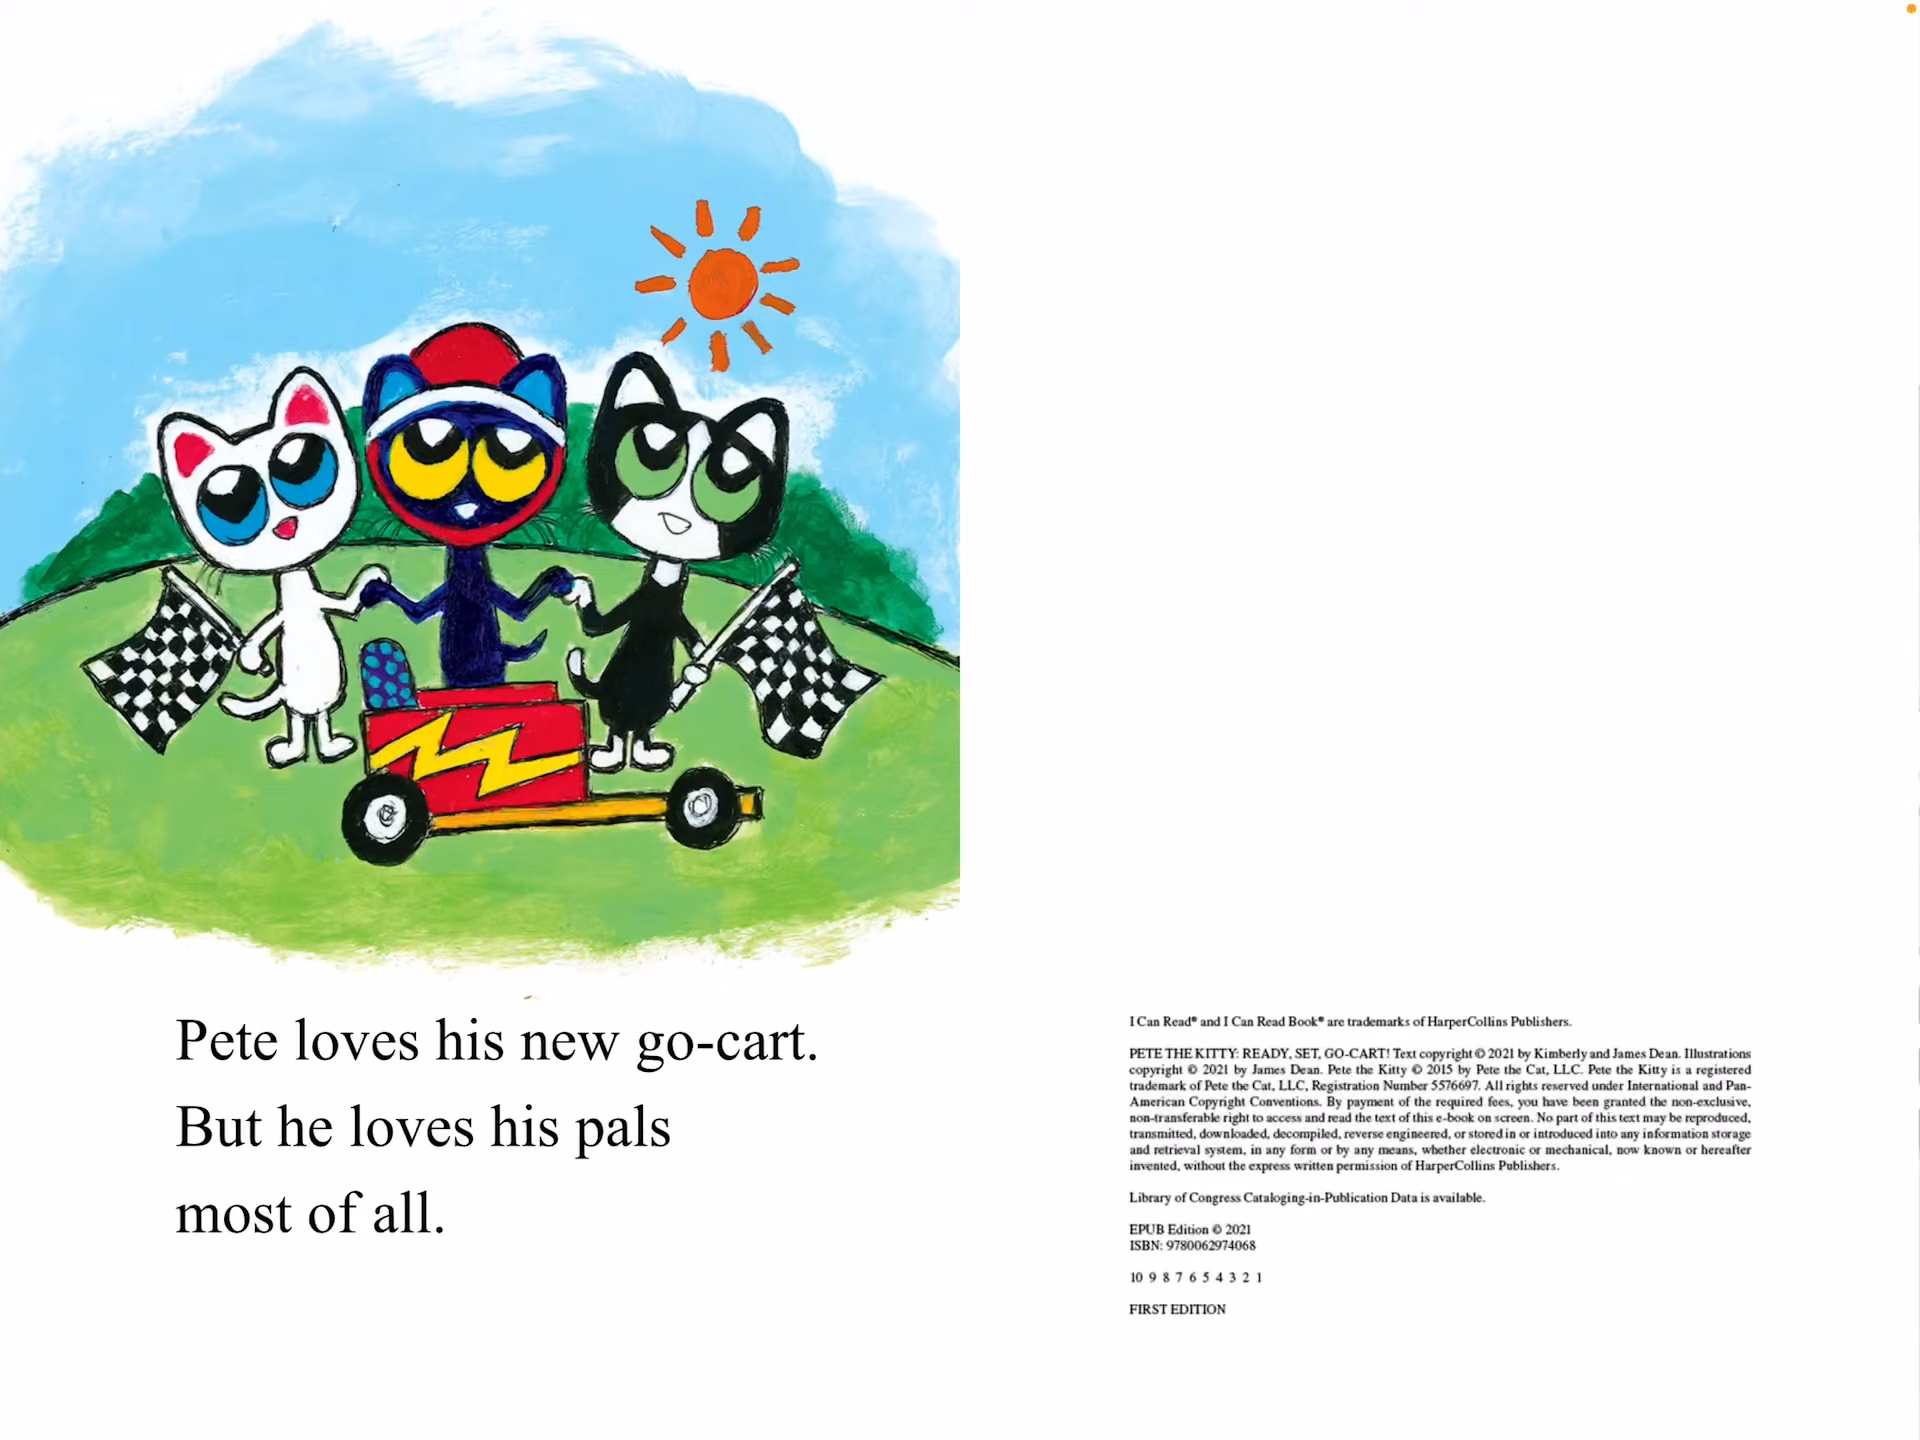 Pete loves his new go-cart.
But he loves his pals
most of all.
I Can Read® and I Can Read Book® are trademarks of HarperCollins Publishers.
PETE THE KITTY: READY, SET, GO-CART! Text copyright © 2021 by Kimberly and James Dean. Illustrations
copyright © 2021 by James Dean. Pete the Kitty © 2015 by Pete the Cat, LLC. Pete the Kitty is a registered
trademark of Pete the Cat, LLC, Registration Number 5576697. All rights reserved under International and Pan-
American Copyright Conventions. By payment of the required fees, you have been granted the non-exclusive,
non-transferable right to access and read the text of this e-book on screen. No part of this text may be reproduced,
transmitted, downloaded, decompiled, reverse engineered, or stored in or introduced into any information storage
and retrieval system, in any form or by any means, whether electronic or mechanical, now known or hereafter
invented, without the express written permission of HarperCollins Publishers.
Library of Congress Cataloging-in-Publication Data is available.
EPUB Edition © 2021
ISBN: 9780062974068
10 9 8 7 6 5 4 3 2 1
FIRST EDITION